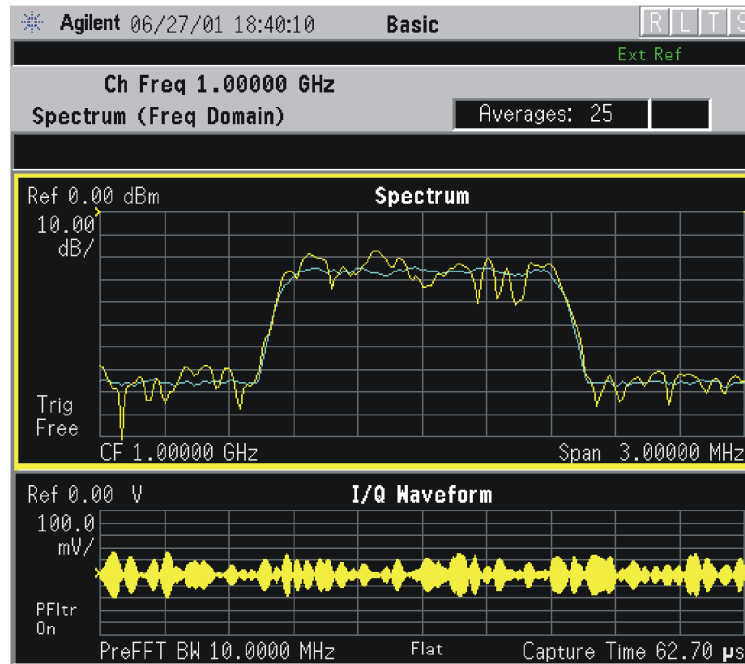 Agilent 06/27/01 18:40:10 Basic R L T S
Ext Ref
Ch Freq 1.00000 GHz
Spectrum (Freq Domain)
Averages: 25
Ref 0.00 dBm Spectrum
10.00
dB/
Trig
Free
CF 1.00000 GHz Span 3.00000 MHz
Ref 0.00 V I/Q Waveform
100.0
mV/
PFltr
On
PreFFT BW 10.0000 MHz Flat Capture Time 62.70 µs